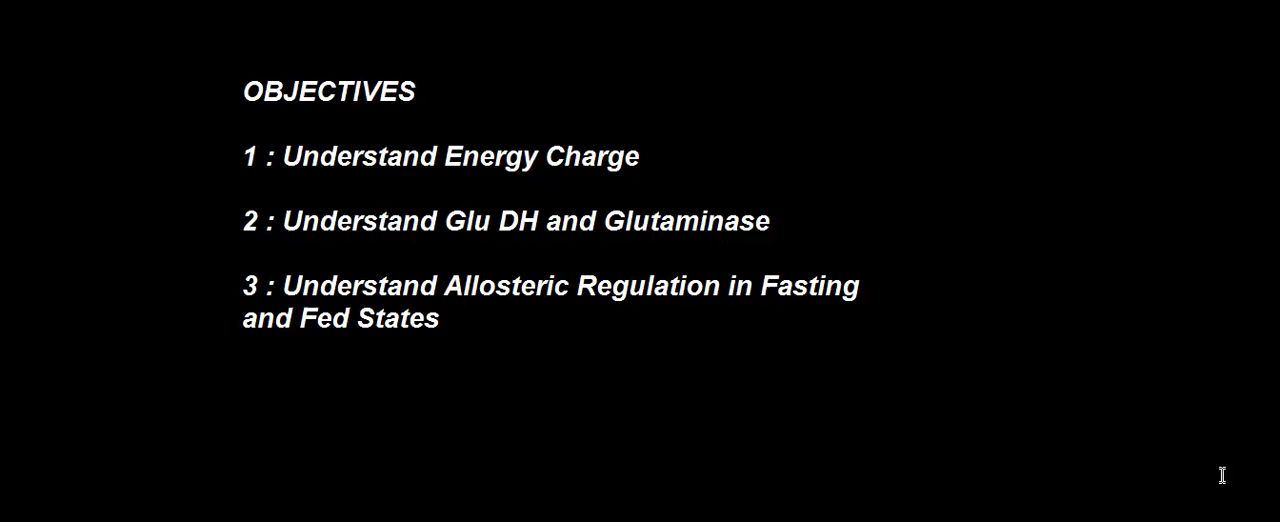 OBJECTIVES
1 : Understand Energy Charge
2 : Understand Glu DH and Glutaminase
3 : Understand Allosteric Regulation in Fasting
and Fed States